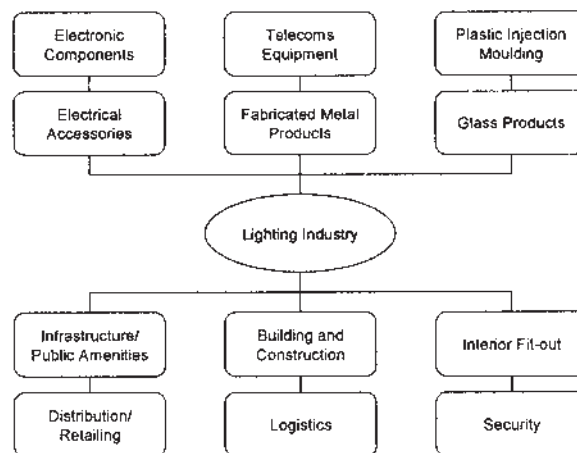 Electronic
Components
Telecoms
Equipment
Plastic Injection
Moulding
Electrical
Accessories
Fabricated Metal
Products
Glass Products
Lighting Industry
Infrastructure/
Public Amenities
Building and
Construction
Interior Fit-out
Distribution/
Retailing
Logistics
Security